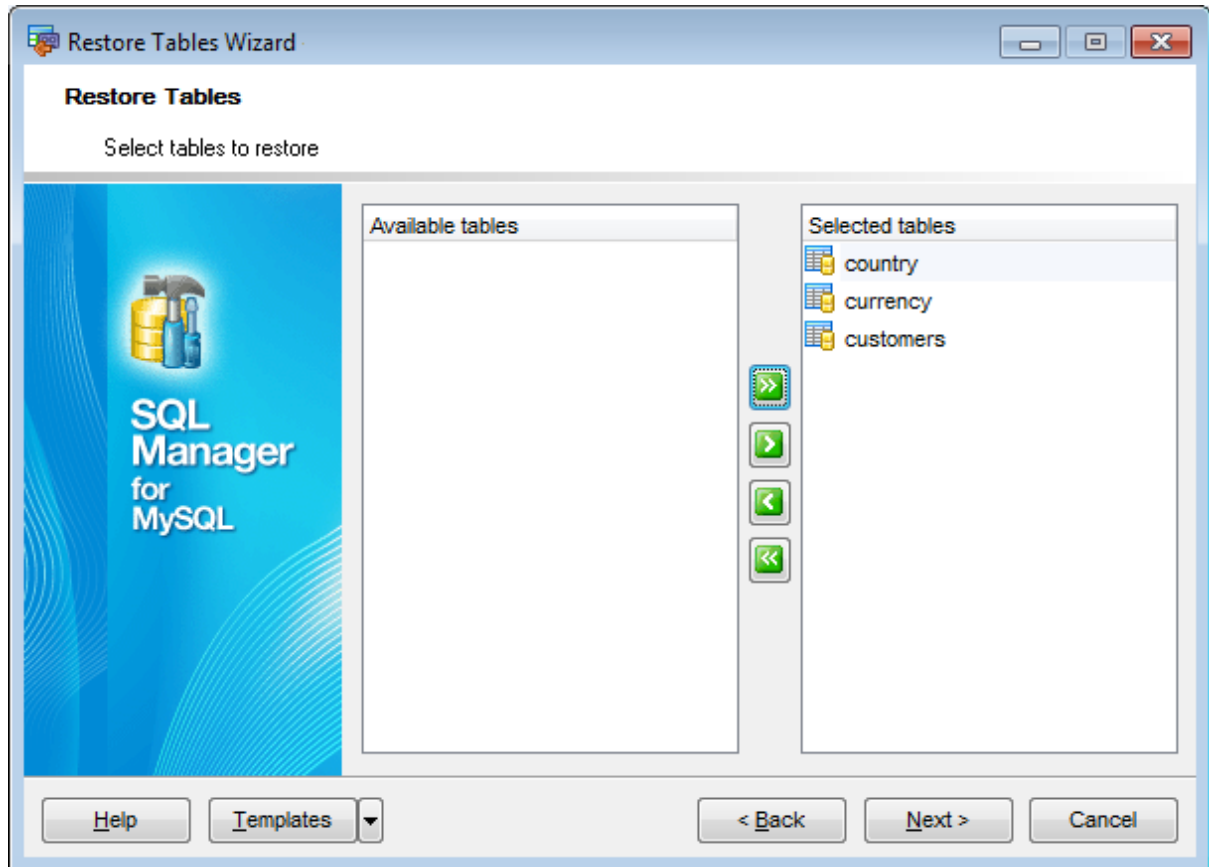 Restore Tables Wizard
Restore Tables
Select tables to restore
SQL
Manager
for
MySQL
Available tables
Selected tables
country
currency
customers
Help
Templates
< Back
Next >
Cancel